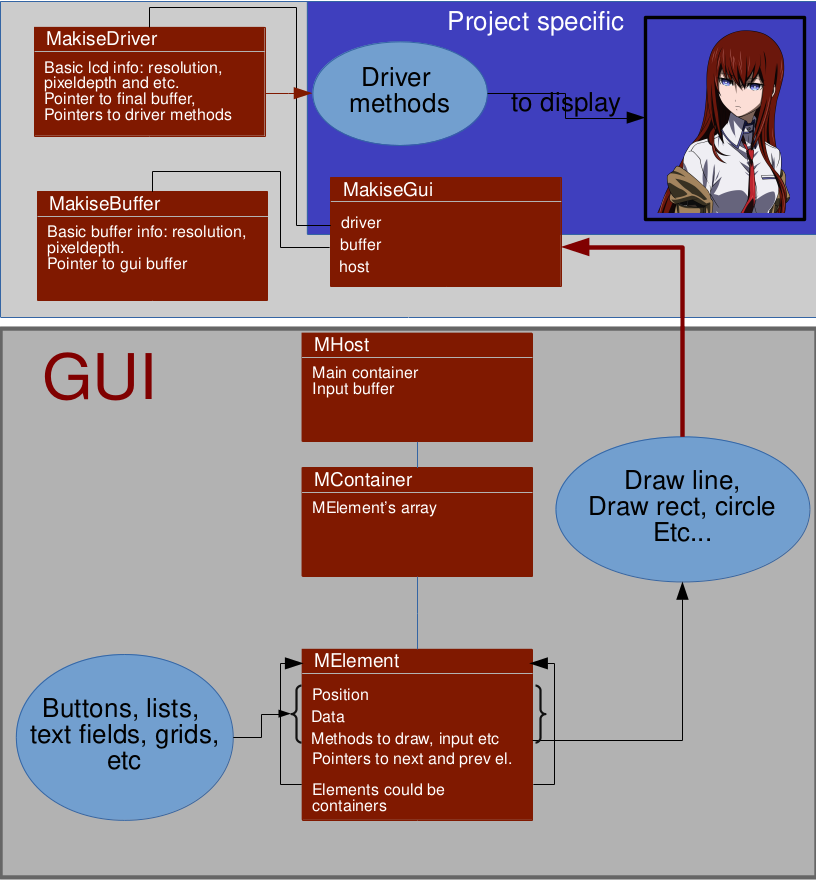 Project specific
MakiseDriver
Basic lcd info: resolution,
pixeldepth and etc.
Pointer to final buffer,
Pointers to driver methods
Driver
methods
to display
MakiseBuffer
Basic buffer info: resolution,
pixeldepth.
Pointer to gui buffer
MakiseGui
driver
buffer
host
GUI
MHost
Main container
Input buffer
MContainer
MElement's array
Draw line,
Draw rect, circle
Etc...
MElement
Position
Data
Methods to draw, input etc
Pointers to next and prev el.
Elements could be
containers
Buttons, lists,
text fields, grids,
etc